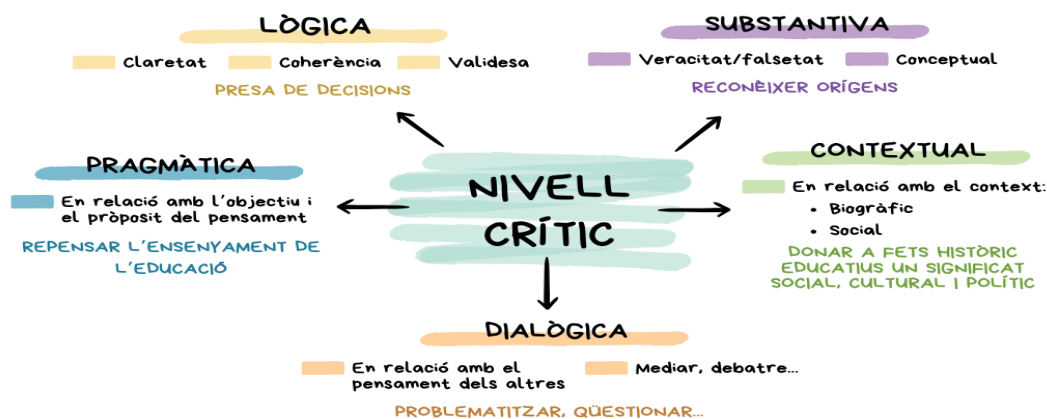 LÒGICA
Claretat Coherència Validesa
PRESA DE DECISIONS
SUBSTANTIVA
Veracitat/falsetat Conceptual
RECONÈIXER ORÍGENS
PRAGMÀTICA
En relació amb l'objectiu i
el pròposit del pensament
REPENSAR L'ENSENYAMENT DE
L'EDUCACIÓ
NIVELL
CRÍTIC
CONTEXTUAL
En relació amb el context:
• Biogràfic
• Social
DONAR A FETS HISTÒRIC
EDUCATIUS UN SIGNIFICAT
SOCIAL, CULTURAL I POLÍTIC
DIALÒGICA
En relació amb el
pensament dels altres
Mediar, debatre...
PROBLEMATITZAR, QÜESTIONAR...